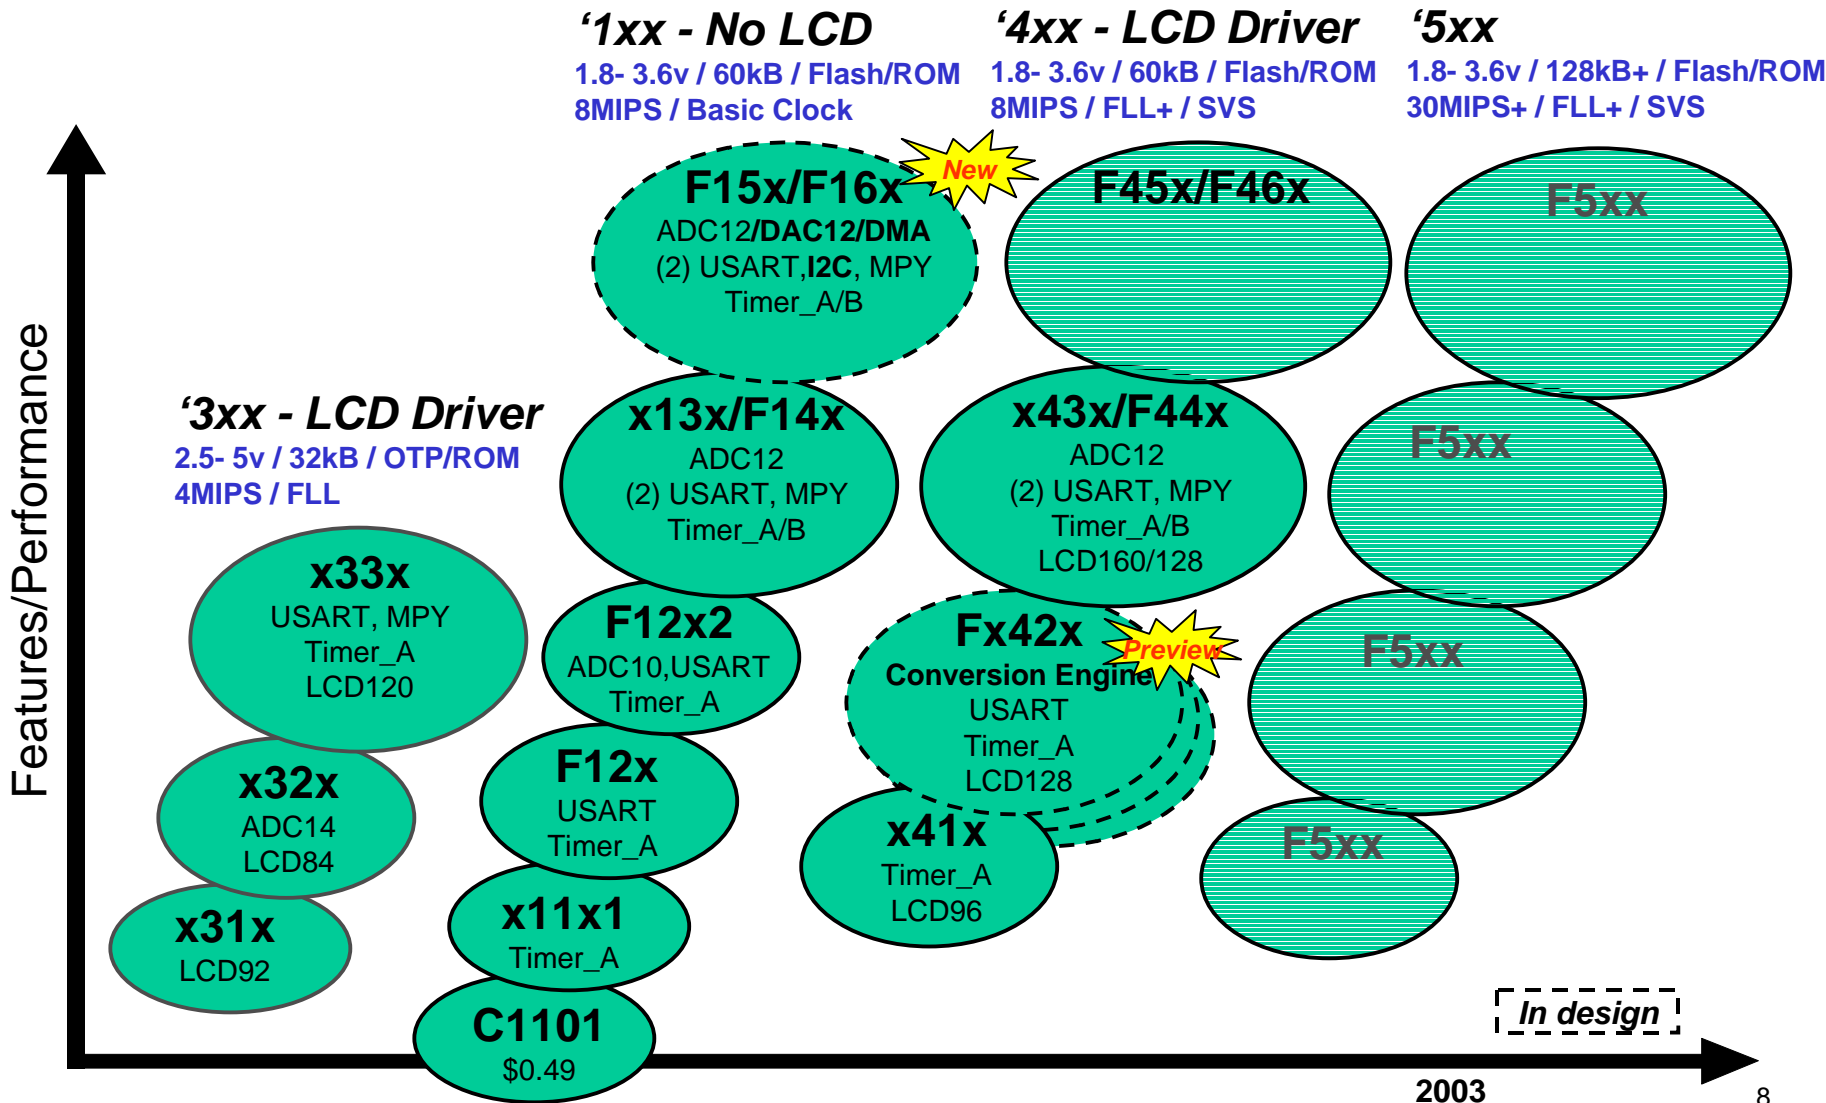 ‘1xx - No LCD
1.8- 3.6v / 60kB / Flash/ROM
8MIPS / Basic Clock
‘4xx - LCD Driver
1.8- 3.6v / 60kB / Flash/ROM
8MIPS / FLL+ / SVS
‘5xx
1.8- 3.6v / 128kB+ / Flash/ROM
30MIPS+ / FLL+ / SVS
‘3xx - LCD Driver
2.5- 5v / 32kB / OTP/ROM
4MIPS / FLL
Features/Performance
x33x
USART, MPY
Timer_A
LCD120
x32x
ADC14
LCD84
x31x
LCD92
F15x/F16x
New
ADC12/DAC12/DMA
(2) USART,I2C, MPY
Timer_A/B
x13x/F14x
ADC12
(2) USART, MPY
Timer_A/B
F12x2
ADC10,USART
Timer_A
F12x
USART
Timer_A
x11x1
Timer_A
C1101
$0.49
F45x/F46x
x43x/F44x
ADC12
(2) USART, MPY
Timer_A/B
LCD160/128
Fx42x
Preview
Conversion Engine
USART
Timer_A
LCD128
x41x
Timer_A
LCD96
F5xx
F5xx
F5xx
F5xx
In design
2003
8